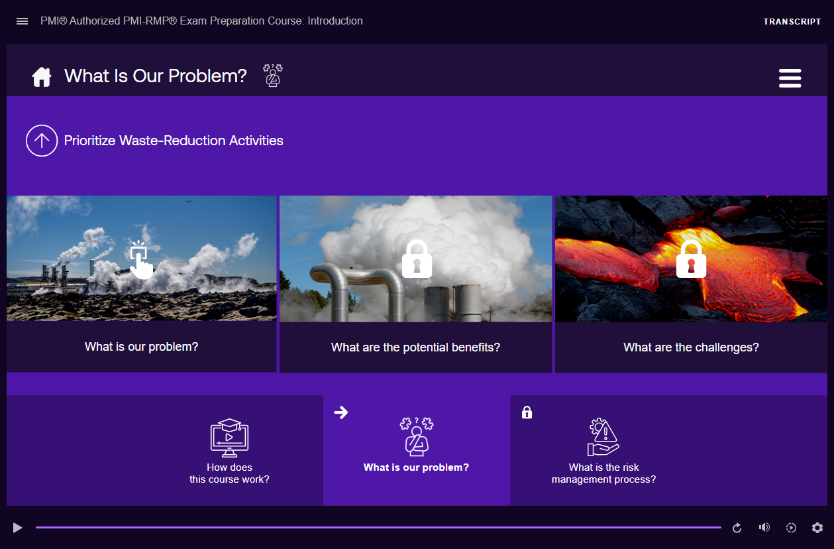 PMI® Authorized PMI-RMP® Exam Preparation Course: Introduction
TRANSCRIPT
What Is Our Problem?
Prioritize Waste-Reduction Activities
What is our problem?
What are the potential benefits?
What are the challenges?
How does
this course work?
What is our problem?
What is the risk
management process?